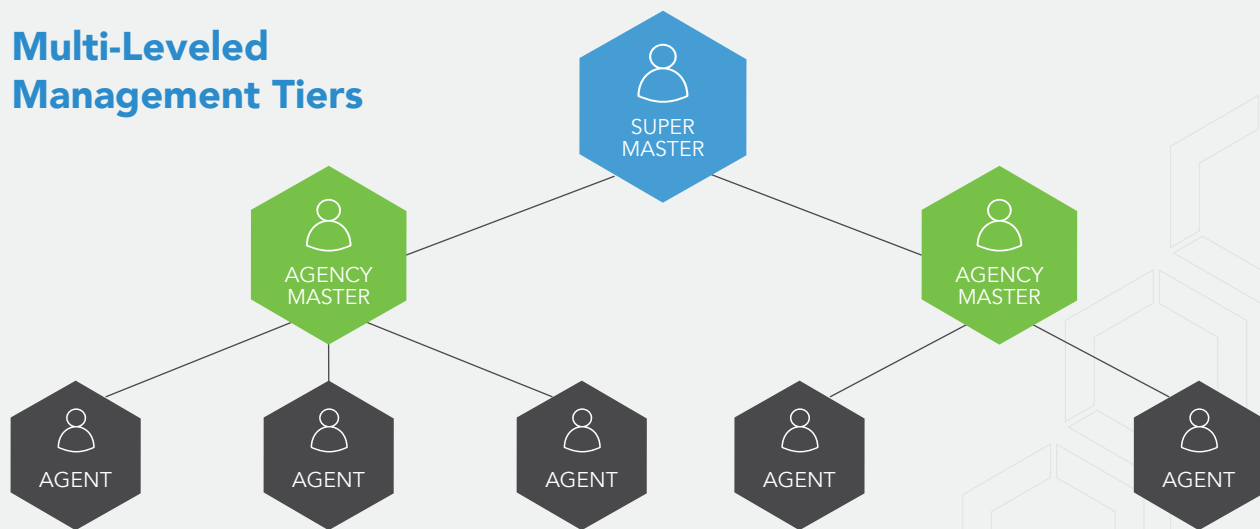 Multi-Leveled
Management Tiers
SUPER
MASTER
AGENCY
MASTER
AGENCY
MASTER
AGENT
AGENT
AGENT
AGENT
AGENT